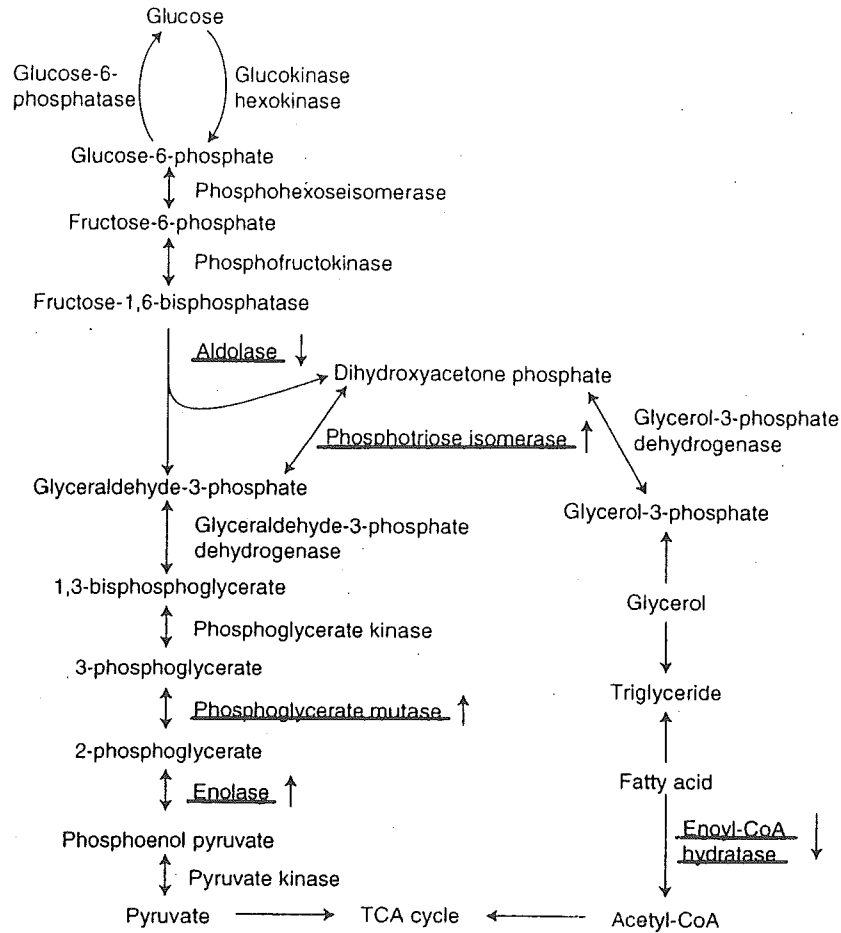 Glucose
Glucose-6-
phosphatase
Glucokinase
hexokinase
Glucose-6-phosphate
Phosphohexoseisomerase
Fructose-6-phosphate
Phosphofructokinase
Fructose-1,6-bisphosphatase
Aldolase
Dihydroxyacetone phosphate
Phosphotriose isomerase
Glycerol-3-phosphate
dehydrogenase
Glyceraldehyde-3-phosphate
Glyceraldehyde-3-phosphate
dehydrogenase
Glycerol-3-phosphate
1,3-bisphosphoglycerate
Glycerol
Phosphoglycerate kinase
3-phosphoglycerate
Triglyceride
Phosphoglycerate mutase
2-phosphoglycerate
Fatty acid
Enolase
Enoyl-CoA
hydratase
Phosphoenol pyruvate
Pyruvate kinase
Pyruvate
TCA cycle
Acetyl-CoA